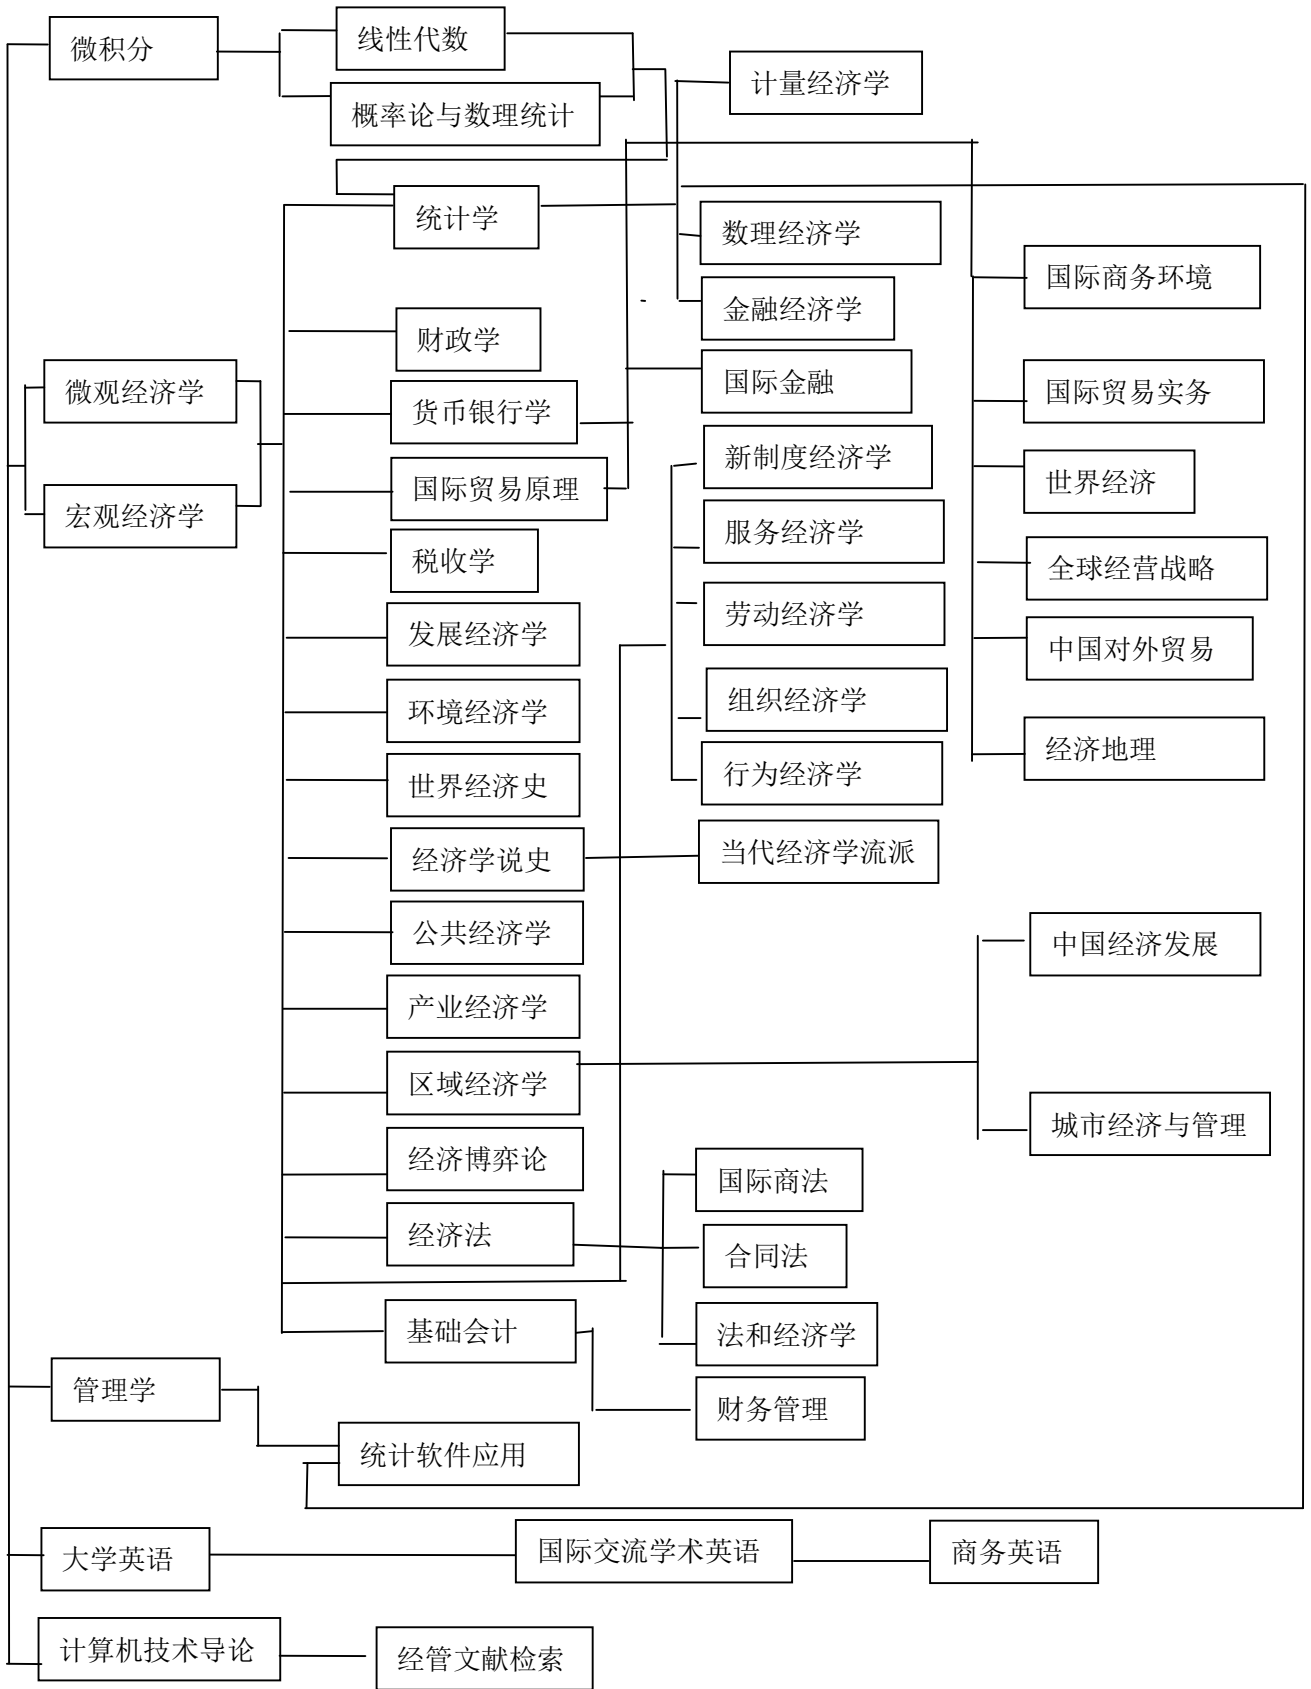 微积分
线性代数
概率论与数理统计
计量经济学
统计学
数理经济学
国际商务环境
金融经济学
财政学
国际金融
微观经济学
货币银行学
国际贸易实务
新制度经济学
国际贸易原理
世界经济
宏观经济学
服务经济学
税收学
全球经营战略
劳动经济学
发展经济学
中国对外贸易
组织经济学
环境经济学
经济地理
行为经济学
世界经济史
当代经济学流派
经济学说史
公共经济学
中国经济发展
产业经济学
区域经济学
城市经济与管理
经济博弈论
国际商法
经济法
合同法
基础会计
法和经济学
管理学
财务管理
统计软件应用
大学英语
国际交流学术英语
商务英语
计算机技术导论
经管文献检索